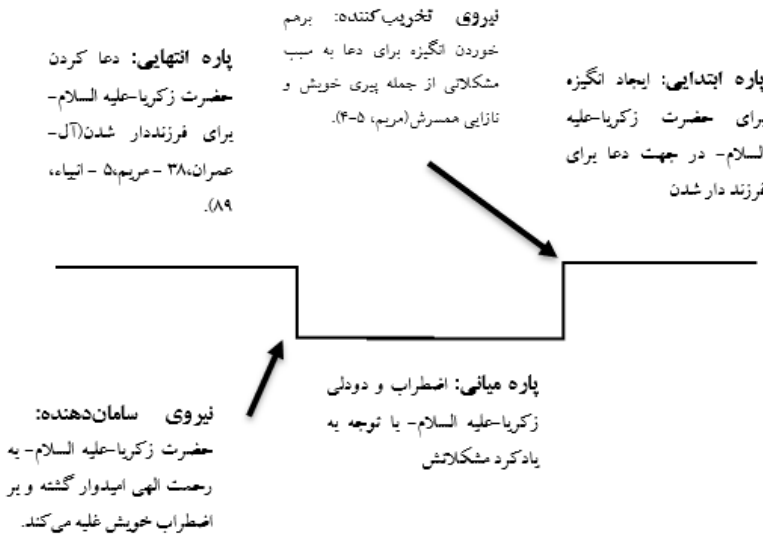 پاره ابتدایی: ایجاد انگیزه
برای حضرت زکریا-علیه
السلام- در جهت دعا برای
فرزند دار شدن
نیروی تخریب‌کننده: برهم
خوردن انگیزه برای دعا به سبب
مشکلاتی از جمله پیری خویش و
نازایی همسرش(مریم، ۵-۴).
پاره انتهایی: دعا کردن
حضرت زکریا-علیه السلام-
برای فرزنددار شدن(آل-
عمران،۳۸ - مریم،۵ - انبیاء،
۸۹).
پاره میانی: اضطراب و دودلی
زکریا-علیه السلام- با توجه به
یادکرد مشکلاتش
نیروی سامان‌دهنده:
حضرت زکریا-علیه السلام- به
رحمت الهی امیدوار گشته و بر
اضطراب خویش غلبه می‌کند.